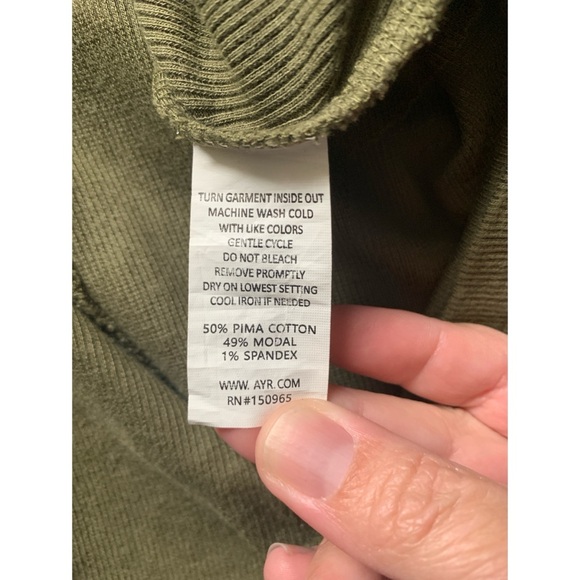 TURN GARMENT INSIDE OUT
MACHINE WASH COLD
WITH LIKE COLORS
GENTLE CYCLE
DO NOT BLEACH
REMOVE PROMPTLY
DRY ON LOWEST SETTING
COOL IRON IF NEEDED
50% PIMA COTTON
49% MODAL
1% SPANDEX
WWW. AYR.COM
RN#150965